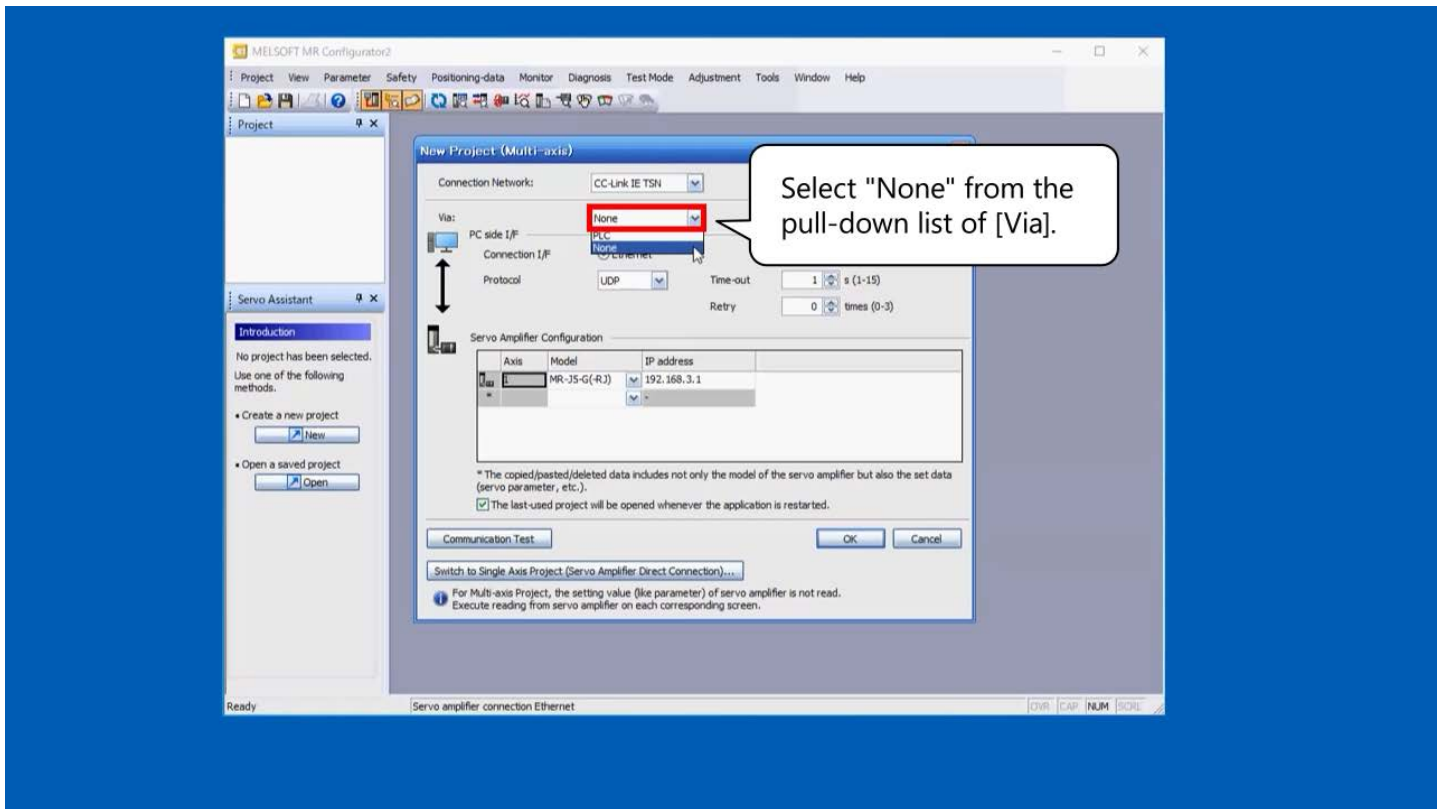 MELSOFT MR Configurator2
Project View Parameter Safety Positioning-data Monitor Diagnosis Test Mode Adjustment Tools Window Help
Project
New Project (Multi-axis)
Connection Network: CC-Link IE TSN
Select "None" from the
pull-down list of [Via].
Via: None
PLC
None
PC side I/F
Connection I/F Ethernet
Protocol UDP Time-out 1 s (1-15)
Retry 0 times (0-3)
Servo Assistant
Introduction
No project has been selected.
Use one of the following
methods.
• Create a new project
New
• Open a saved project
Open
Servo Amplifier Configuration
Axis Model IP address
1 MR-J5-G(-RJ) 192.168.3.1
* -
* The copied/pasted/deleted data includes not only the model of the servo amplifier but also the set data
(servo parameter, etc.).
The last-used project will be opened whenever the application is restarted.
Communication Test OK Cancel
Switch to Single Axis Project (Servo Amplifier Direct Connection)...
For Multi-axis Project, the setting value (like parameter) of servo amplifier is not read.
Execute reading from servo amplifier on each corresponding screen.
Ready Servo amplifier connection Ethernet OVR CAP NUM SCRL